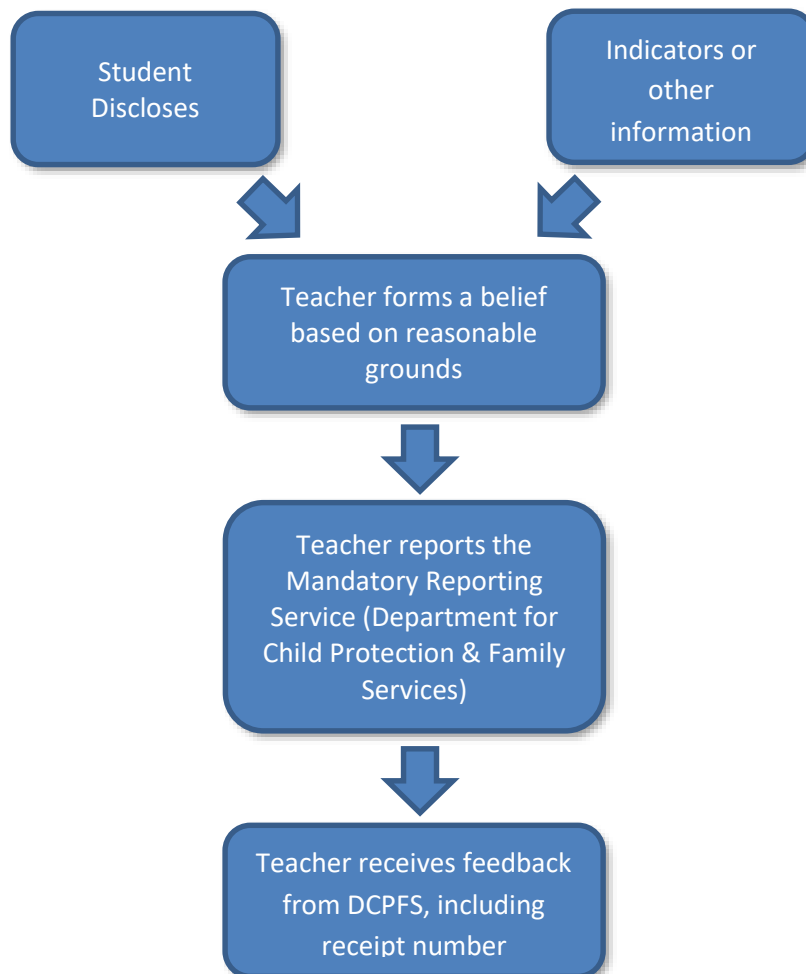 Student
Discloses
Indicators or
other
information
Teacher forms a belief
based on reasonable
grounds
Teacher reports the
Mandatory Reporting
Service (Department for
Child Protection & Family
Services)
Teacher receives feedback
from DCPFS, including
receipt number